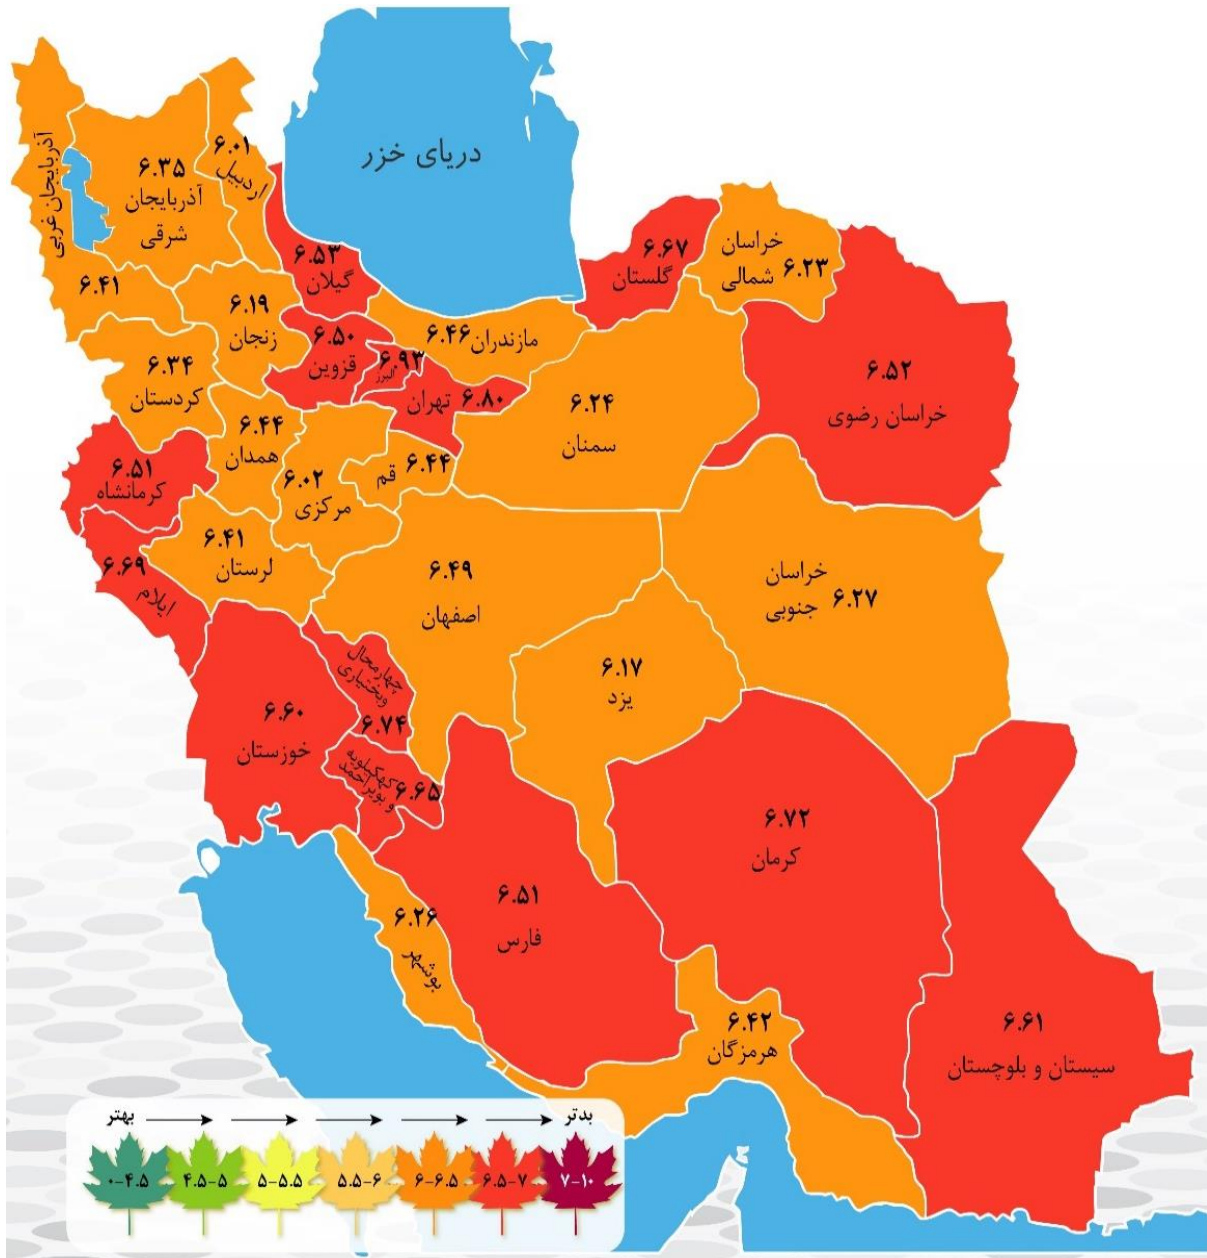 دریای خزر
آذربایجان غربی
۶.۴۱
۶.۳۵
آذربایجان
شرقی
۶.۰۱
اردبیل
۶.۵۳
گیلان
۶.۶۷
گلستان
خراسان
شمالی ۶.۲۳
۶.۱۹
زنجان
۶.۵۰
قزوین
۶.۹۳
البرز
مازندران ۶.۴۶
تهران ۶.۸۰
۶.۵۲
خراسان رضوی
۶.۳۴
کردستان
۶.۴۴
همدان
۶.۲۴
سمنان
۶.۵۱
کرمانشاه
۶.۰۲
مرکزی
قم ۶.۴۴
۶.۴۱
لرستان
۶.۶۹
ایلام
۶.۴۹
اصفهان
خراسان
جنوبی ۶.۲۷
۶.۱۷
یزد
چهارمحال
وبختیاری
۶.۷۴
۶.۶۰
خوزستان
کهگیلویه
و بویراحمد
۶.۶۵
۶.۷۲
کرمان
۶.۵۱
فارس
۶.۲۶
بوشهر
۶.۴۲
هرمزگان
۶.۶۱
سیستان و بلوچستان
بهتر
بدتر
۰-۴.۵
۴.۵-۵
۵-۵.۵
۵.۵-۶
۶-۶.۵
۶.۵-۷
۷-۱۰